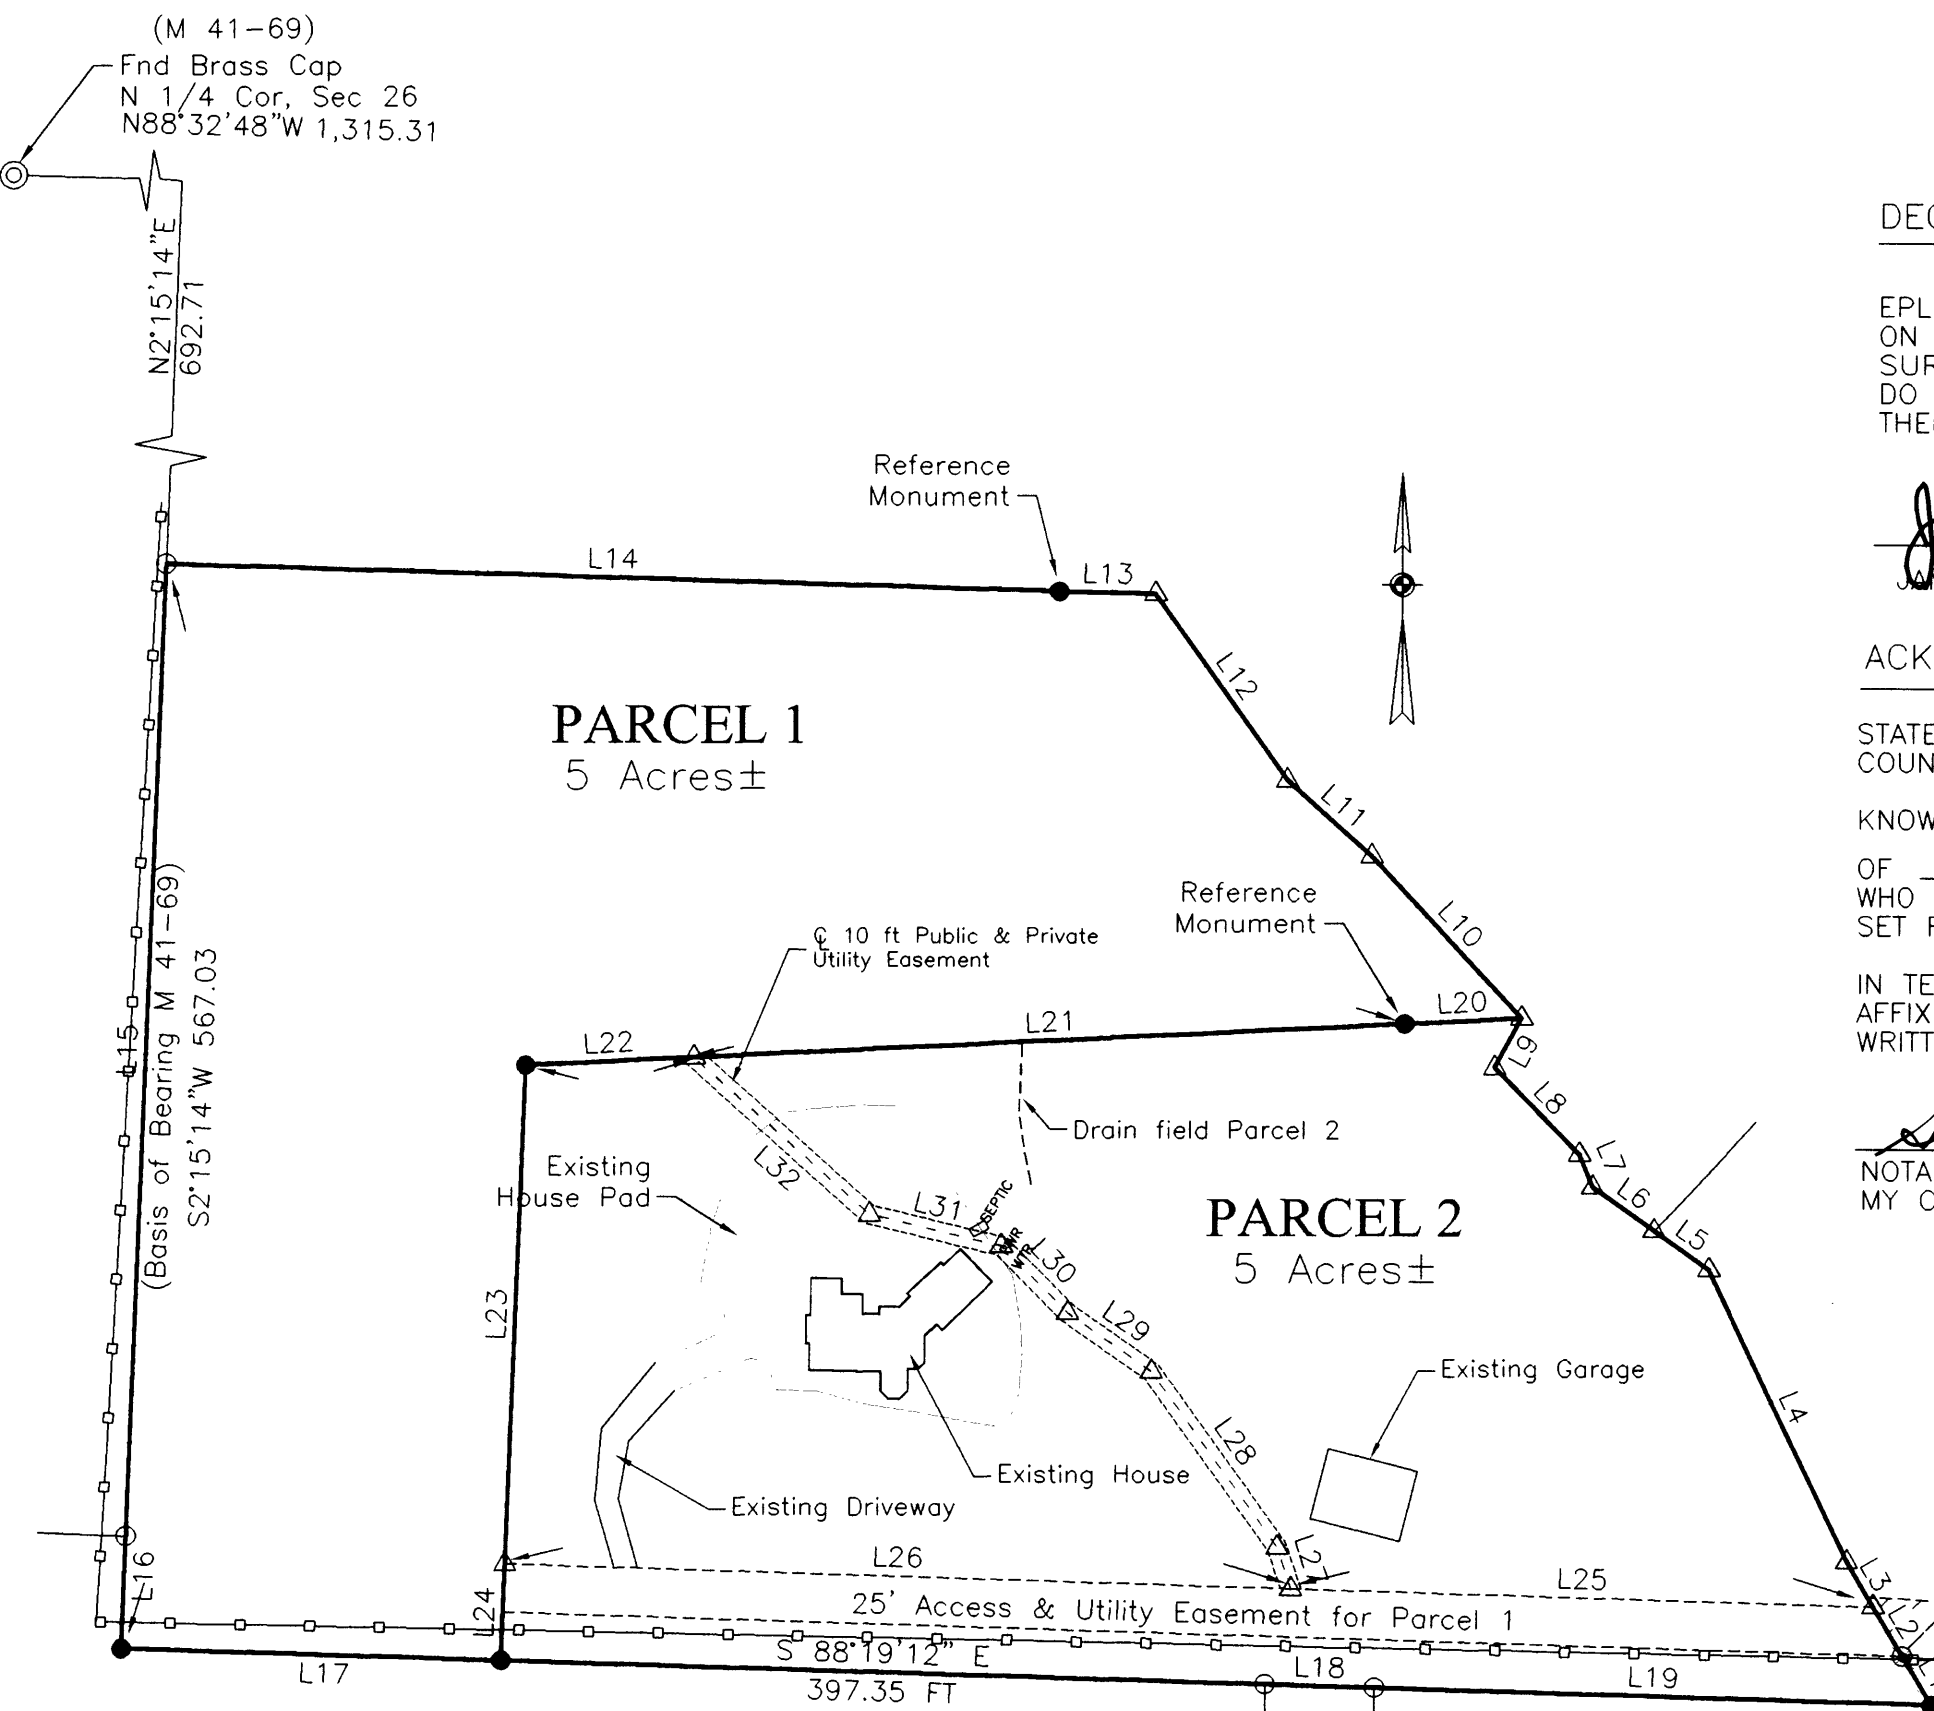 (M 41-69)
Fnd Brass Cap
N 1/4 Cor, Sec 26
N88°32'48"W 1,315.31
N2°15'14"E
692.71
DEC
EPL
ON
SUR
DO
THE
Reference
Monument
L14
L13
L12
ACK
PARCEL 1
5 Acres±
STATE
COUN
L11
KNOW
OF
WHO
SET F
Reference
Monument
L10
℄ 10 ft Public & Private
Utility Easement
IN TE
AFFIX
WRITT
L20
L21
L22
L9
L15
(Basis of Bearing M 41-69)
S2°15'14"W 567.03
L8
Drain field Parcel 2
L32
Existing
House Pad
L7
NOTA
MY C
L6
L31
SEPTIC
PWR
WTR
PARCEL 2
5 Acres±
L5
L30
L23
L29
Existing Garage
L4
L28
Existing House
Existing Driveway
L26
L25
L16
L3
L24
25' Access & Utility Easement for Parcel 1
L2
S 88°19'12" E
L17
397.35 FT
L18
L19